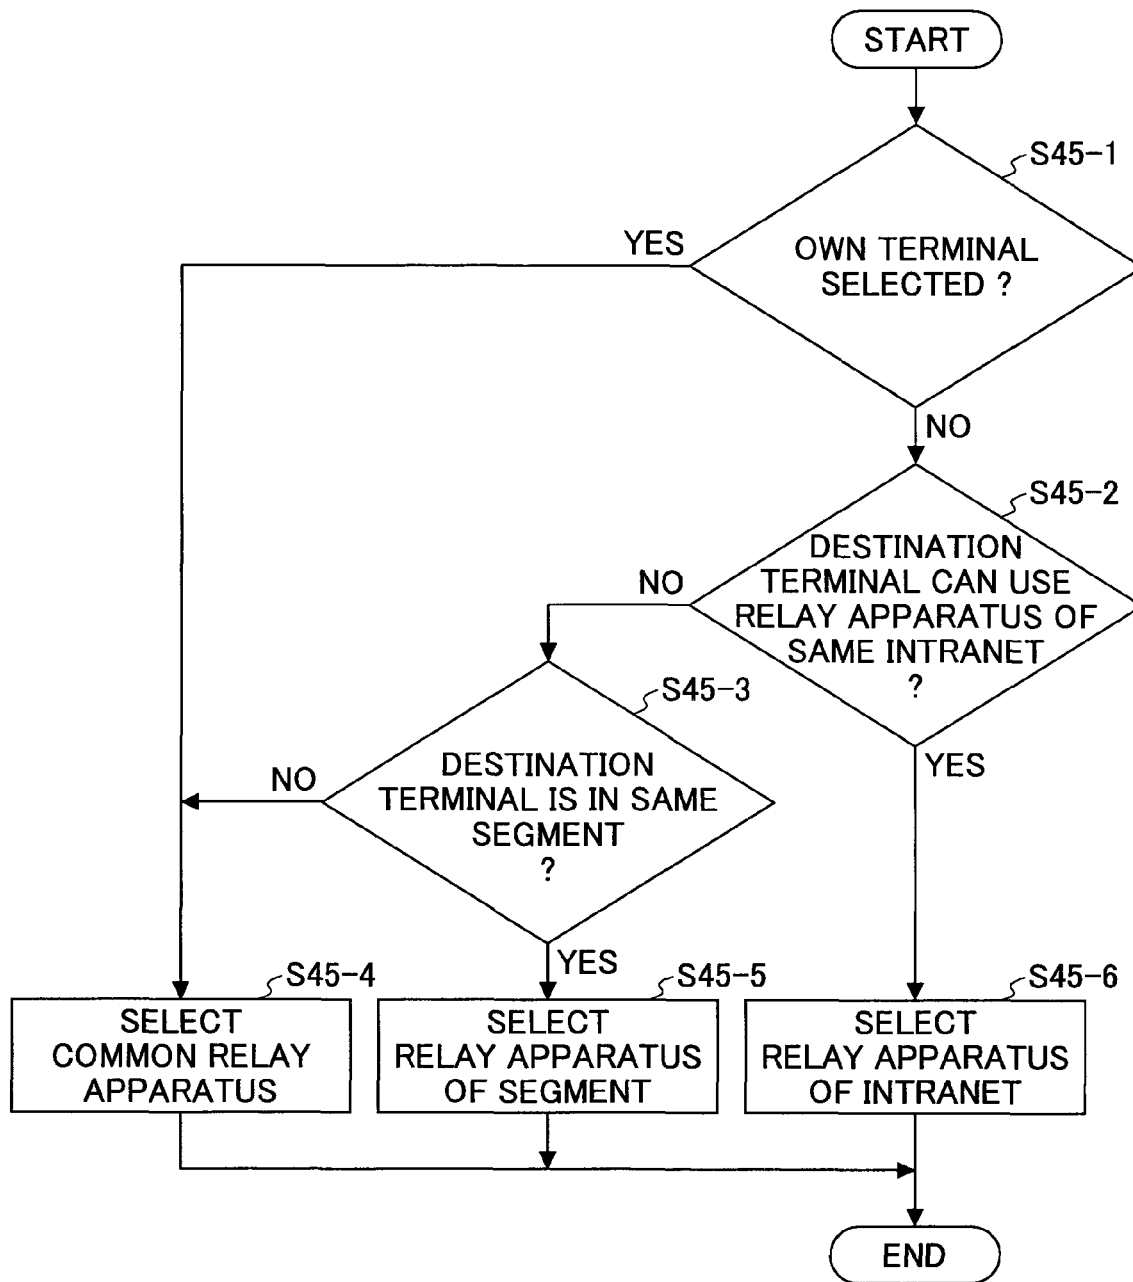 START
S45-1
YES
OWN TERMINAL
SELECTED ?
NO
S45-2
NO
DESTINATION
TERMINAL CAN USE
RELAY APPARATUS OF
SAME INTRANET
?
S45-3
YES
NO
DESTINATION
TERMINAL IS IN SAME
SEGMENT
?
YES
S45-4
S45-5
S45-6
SELECT
COMMON RELAY
APPARATUS
SELECT
RELAY APPARATUS
OF SEGMENT
SELECT
RELAY APPARATUS
OF INTRANET
END